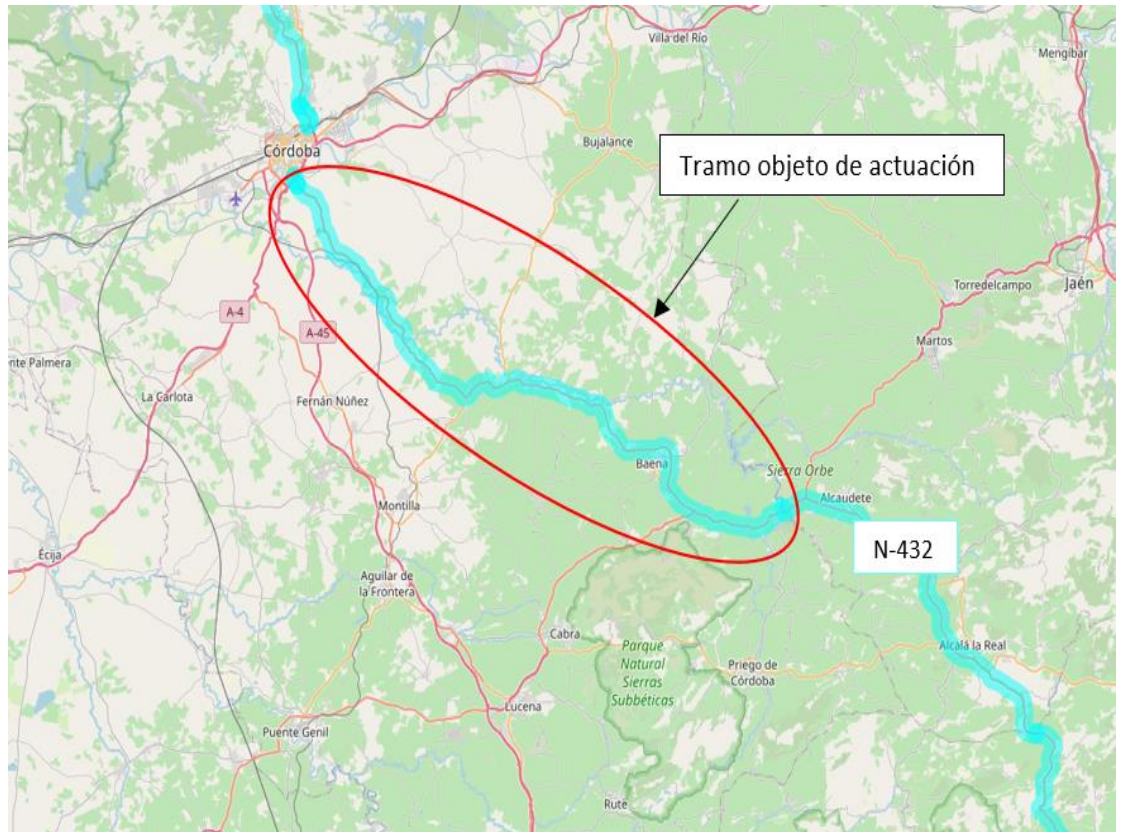 Villa del Río
Mengíbar
Córdoba
Bujalance
Tramo objeto de actuación
Torredelcampo
Jaén
A-4
A-45
Martos
nte Palmera
La Carlota
Fernán Núñez
Baena
Sierra Orbe
Alcaudete
Montilla
N-432
Écija
Aguilar de
la Frontera
Cabra
Alcalá la Real
Parque
Natural
Sierras
Subbéticas
Priego de
Córdoba
Lucena
Puente Genil
Rute